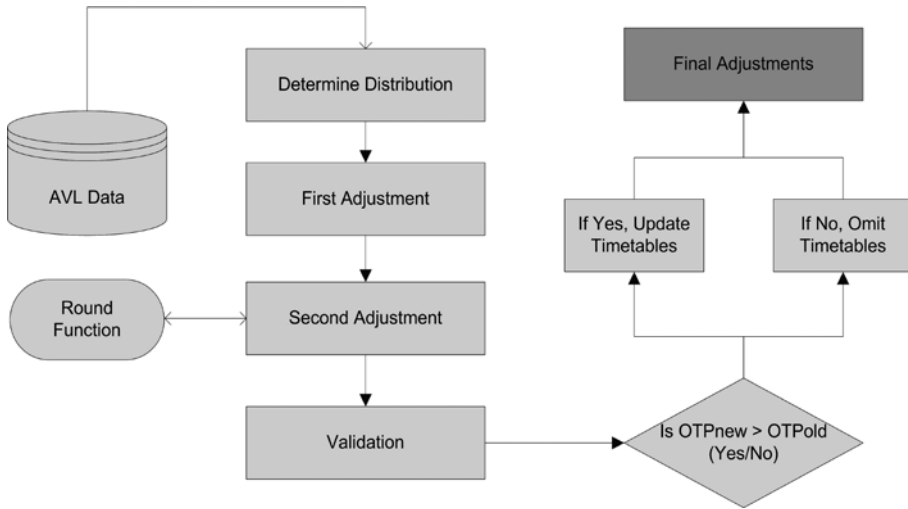 AVL Data
Determine Distribution
First Adjustment
Round
Function
Second Adjustment
Validation
Is OTPnew > OTPold
(Yes/No)
If Yes, Update
Timetables
If No, Omit
Timetables
Final Adjustments